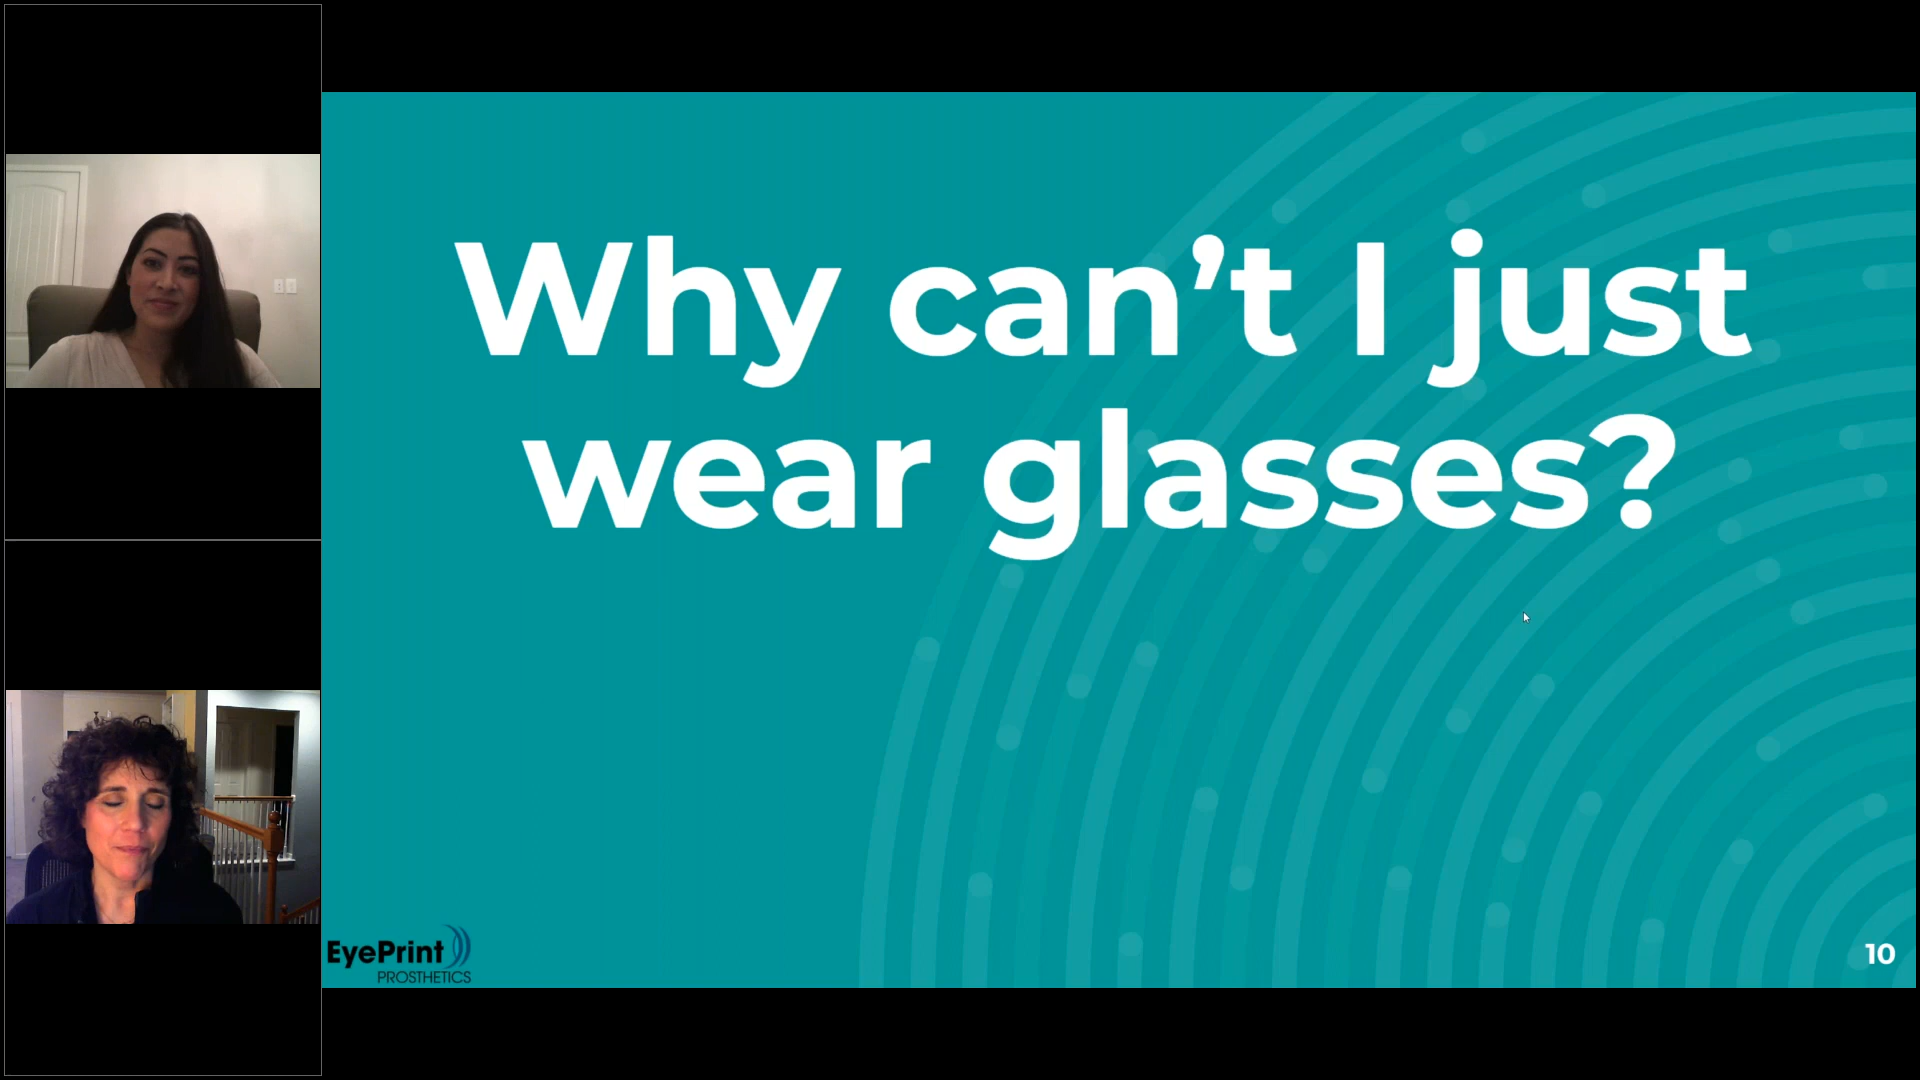 Why can’t I just
wear glasses?
EyePrint
PROSTHETICS
10